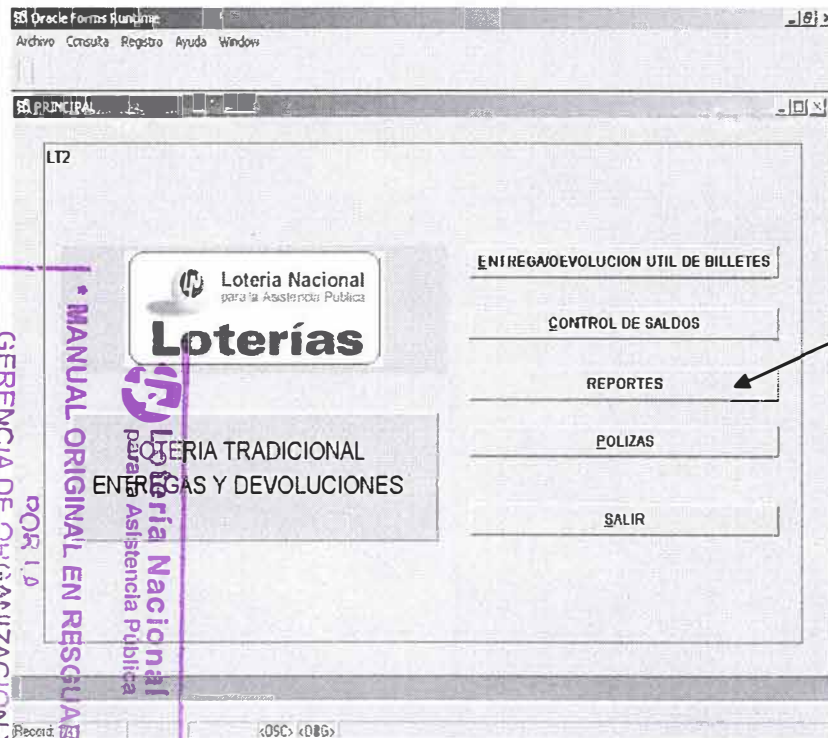 Oracle Forms Runtime
Archivo Consulta Registro Ayuda Window
PRINCIPAL
LT2
Lotería Nacional
para la Asistencia Pública
Loterías
LOTERIA TRADICIONAL
ENTREGAS Y DEVOLUCIONES
ENTREGA/DEVOLUCION UTIL DE BILLETES
CONTROL DE SALDOS
REPORTES
POLIZAS
SALIR
Lotería Nacional
para la Asistencia Pública
* MANUAL ORIGINAL EN RESGUA
POR LA
GERENCIA DE ORGANIZACION Y
Record:
<OSC> <DBG>